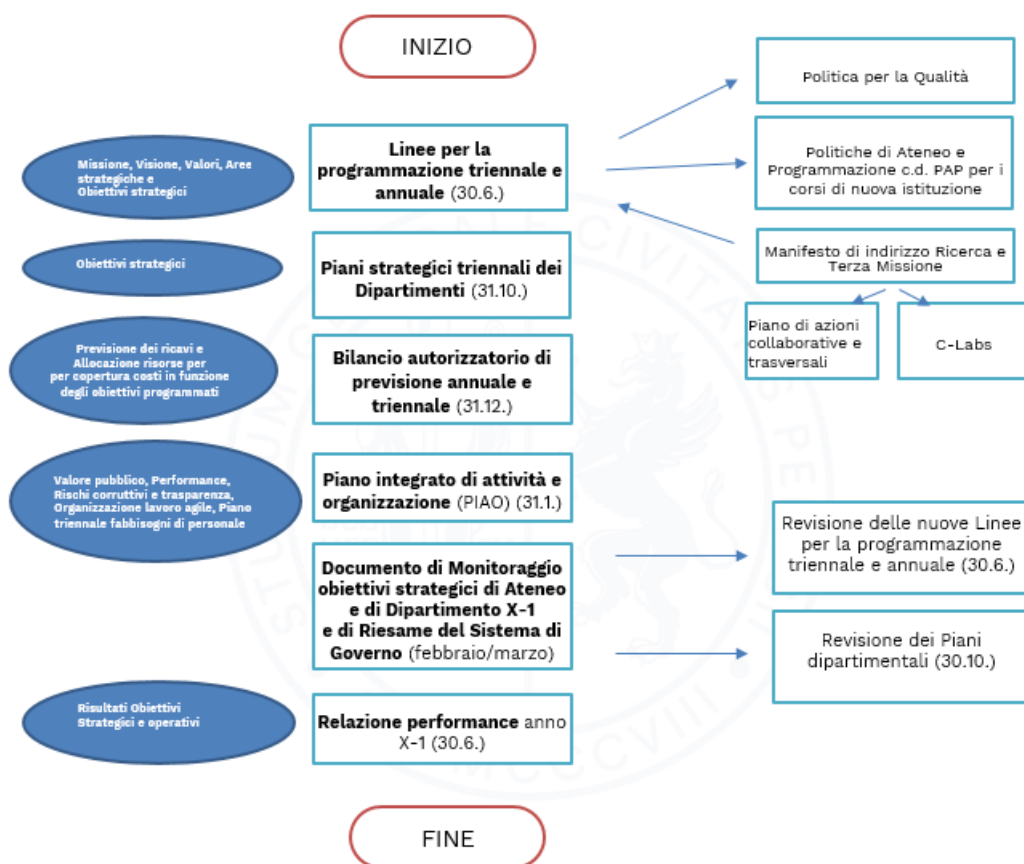 INIZIO
Politica per la Qualità
Missione, Visione, Valori, Aree
strategiche e
Obiettivi strategici
Linee per la
programmazione triennale e
annuale (30.6.)
Politiche di Ateneo e
Programmazione c.d. PAP per i
corsi di nuova istituzione
Obiettivi strategici
Piani strategici triennali dei
Dipartimenti (31.10.)
Manifesto di indirizzo Ricerca e
Terza Missione
Piano di azioni
collaborative e
trasversali
C-Labs
Previsione dei ricavi e
Allocazione risorse per
per copertura costi in funzione
degli obiettivi programmati
Bilancio autorizzatorio di
previsione annuale e
triennale (31.12.)
Valore pubblico, Performance,
Rischi corruttivi e trasparenza,
Organizzazione lavoro agile, Piano
triennale fabbisogni di personale
Piano integrato di attività e
organizzazione (PIAO) (31.1.)
Revisione delle nuove Linee
per la programmazione
triennale e annuale (30.6.)
Documento di Monitoraggio
obiettivi strategici di Ateneo
e di Dipartimento X-1
e di Riesame del Sistema di
Governo (febbraio/marzo)
Revisione dei Piani
dipartimentali (30.10.)
Risultati Obiettivi
Strategici e operativi
Relazione performance anno
X-1 (30.6.)
FINE